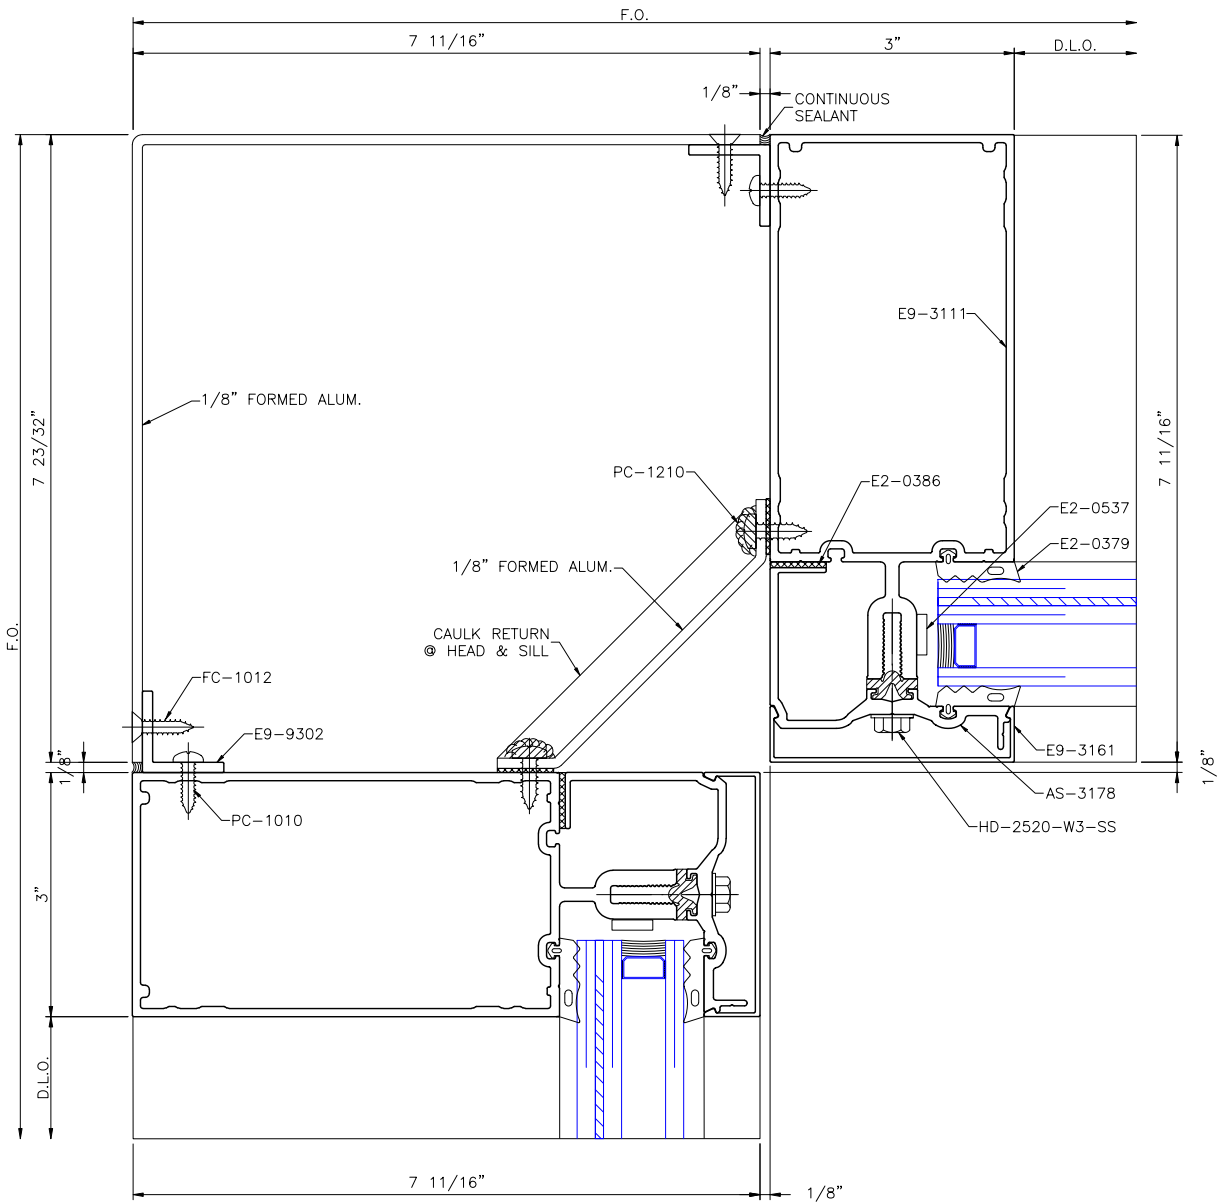 F.O.
7 11/16"
3"
D.L.O.
1/8"
CONTINUOUS
SEALANT
E9-3111
1/8" FORMED ALUM.
7 23/32"
7 11/16"
PC-1210
E2-0386
E2-0537
E2-0379
1/8" FORMED ALUM.
CAULK RETURN
@ HEAD & SILL
F.O.
FC-1012
E9-9302
E9-3161
1/8"
1/8"
AS-3178
PC-1010
HD-2520-W3-SS
3"
D.L.O.
7 11/16"
1/8"